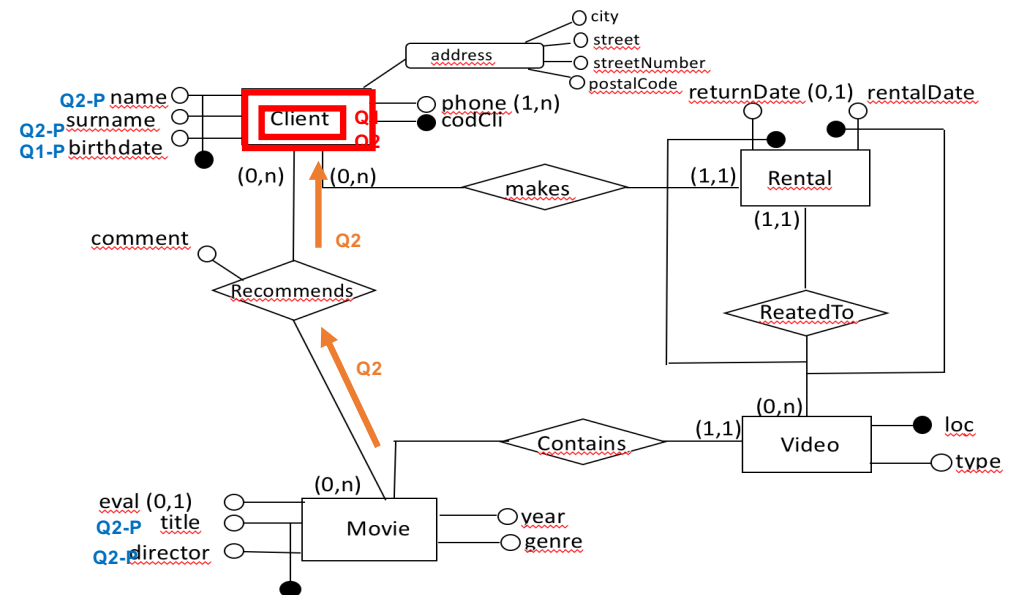 city
street
streetNumber
postalCode
address
returnDate (0,1) rentalDate
Q2-P name
Q2-P surname
Q1-P birthdate
Client
Q1
Q2
phone (1,n)
codCli
(0,n) (0,n)
makes
(1,1)
Rental
(1,1)
comment
Q2
Recommends
ReatedTo
Q2
(0,n)
Contains
(1,1)
Video
loc
type
(0,n)
eval (0,1)
Q2-P title
Q2-P director
Movie
year
genre